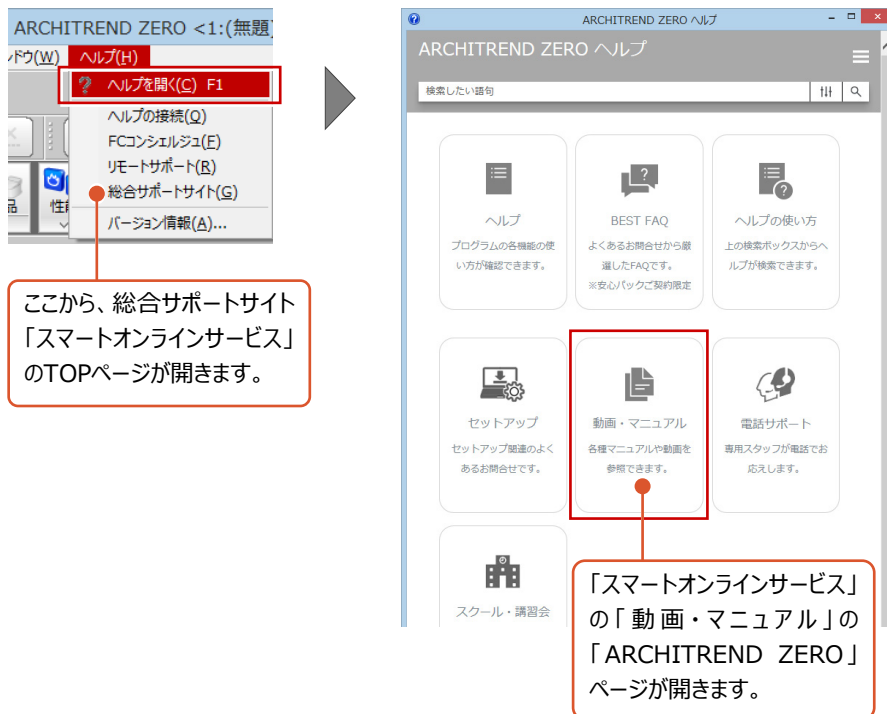 ARCHITREND ZERO <1:(無題)
ドウ(W) ヘルプ(H)
ヘルプを開く(C) F1
ヘルプの接続(Q)
FCコンシェルジュ(F)
リモートサポート(R)
総合サポートサイト(G)
バージョン情報(A)...
品
性能
ここから、総合サポートサイト
「スマートオンラインサービス」
のTOPページが開きます。
ARCHITREND ZERO ヘルプ
ARCHITREND ZERO ヘルプ
検索したい語句
ヘルプ
プログラムの各機能の使
い方が確認できます。
BEST FAQ
よくあるお問合せから厳
選したFAQです。
※安心パックご契約限定
ヘルプの使い方
上の検索ボックスからヘ
ルプが検索できます。
セットアップ
セットアップ関連のよく
あるお問合せです。
動画・マニュアル
各種マニュアルや動画を
参照できます。
電話サポート
専用スタッフが電話でお
応えします。
スクール・講習会
「スマートオンラインサービス」
の「動画・マニュアル」の
「ARCHITREND ZERO」
ページが開きます。